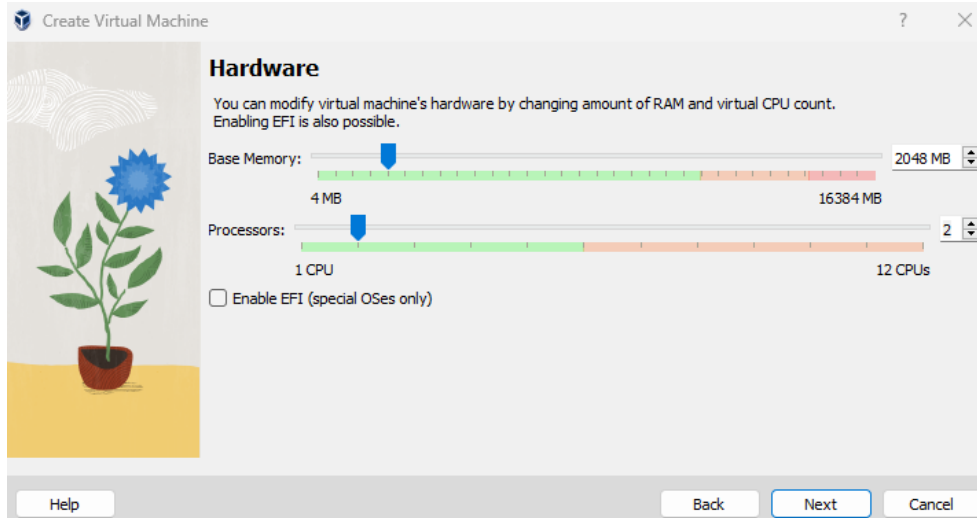 Create Virtual Machine
Hardware
You can modify virtual machine's hardware by changing amount of RAM and virtual CPU count.
Enabling EFI is also possible.
Base Memory: 2048 MB
4 MB 16384 MB
Processors: 2
1 CPU 12 CPUs
Enable EFI (special OSes only)
Help Back Next Cancel